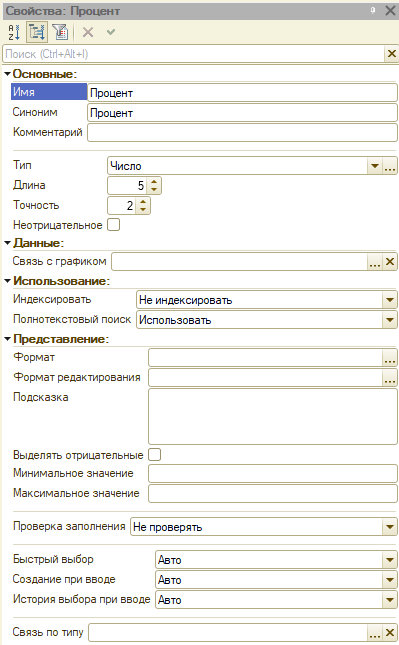 Свойства: Процент
Поиск (Ctrl+Alt+I)
Основные:
Имя Процент
Синоним Процент
Комментарий
Тип Число
Длина 5
Точность 2
Неотрицательное
Данные:
Связь с графиком
Использование:
Индексировать Не индексировать
Полнотекстовый поиск Использовать
Представление:
Формат
Формат редактирования
Подсказка
Выделять отрицательные
Минимальное значение
Максимальное значение
Проверка заполнения Не проверять
Быстрый выбор Авто
Создание при вводе Авто
История выбора при вводе Авто
Связь по типу